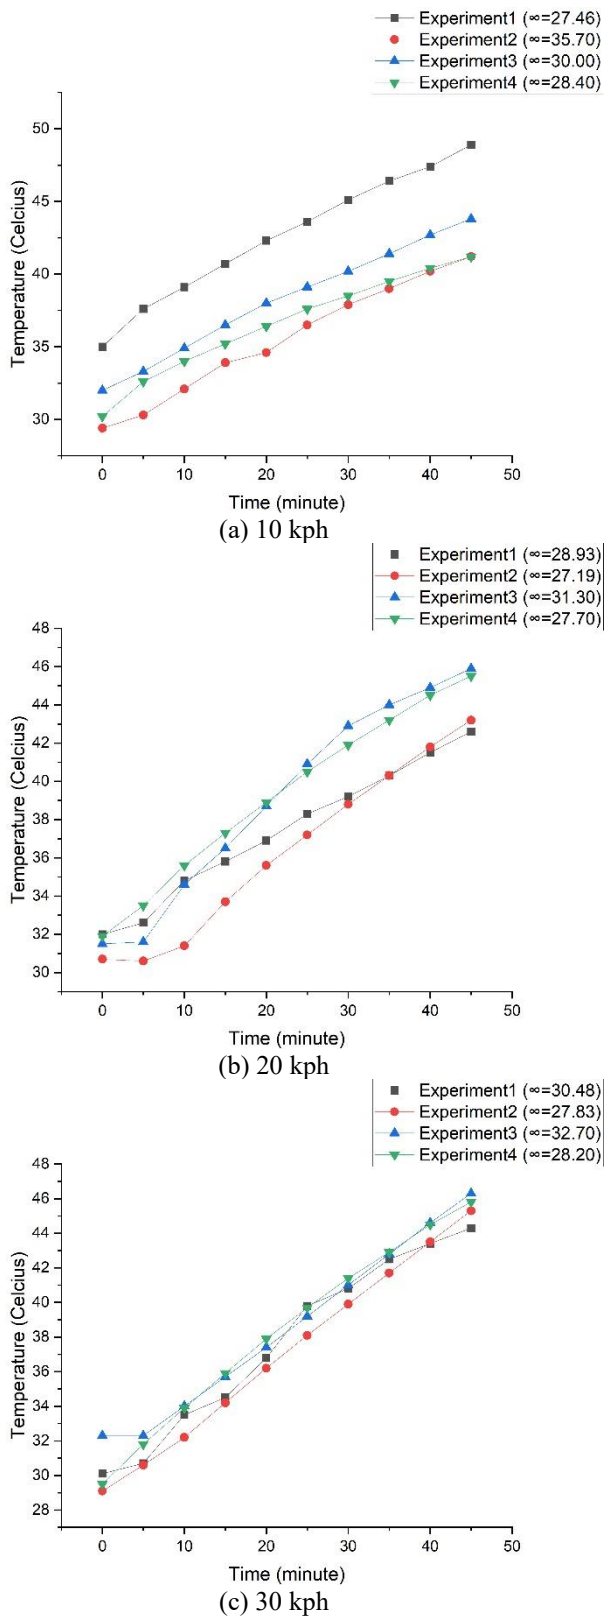 Experiment1 (∞=27.46
Experiment2 (∞=35.70)
Experiment3 (∞=30.00)
Experiment4 (∞=28.40)
50
45
40
35
30
Temperature (Celcius)
0 10 20 30 40 50
Time (minute)
(a) 10 kph
Experiment1 (∞=28.93
Experiment2 (∞=27.19)
Experiment3 (∞=31.30)
Experiment4 (∞=27.70)
48
46
44
42
40
38
36
34
32
30
Temperature (Celcius)
0 10 20 30 40 50
Time (minute)
(b) 20 kph
Experiment1 (∞=30.48
Experiment2 (∞=27.83)
Experiment3 (∞=32.70)
Experiment4 (∞=28.20)
48
46
44
42
40
38
36
34
32
30
28
Temperature (Celcius)
0 10 20 30 40 50
Time (minute)
(c) 30 kph